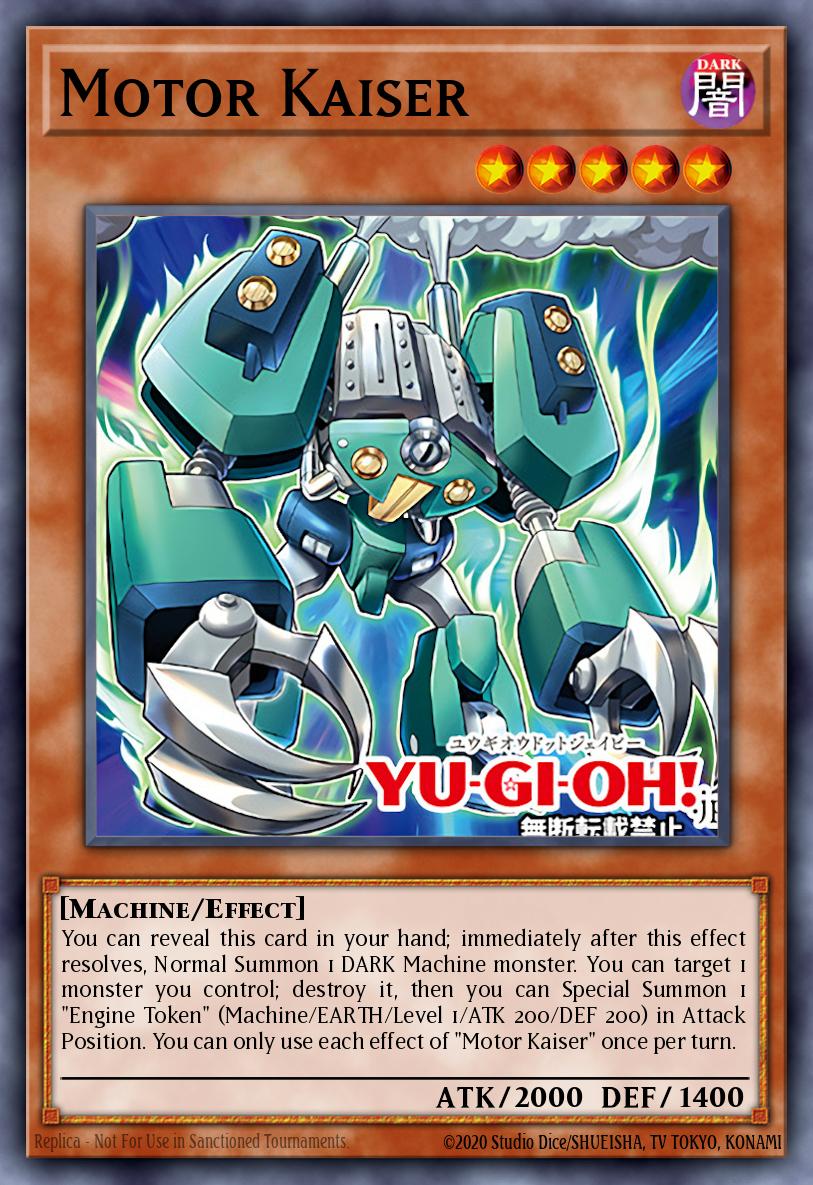 Motor Kaiser
DARK
闇
ユウギオウドットジェイピー
YU-GI-OH!
無断転載禁止
[Machine/Effect]
You can reveal this card in your hand; immediately after this effect
resolves, Normal Summon 1 DARK Machine monster. You can target 1
monster you control; destroy it, then you can Special Summon 1
"Engine Token" (Machine/EARTH/Level 1/ATK 200/DEF 200) in Attack
Position. You can only use each effect of "Motor Kaiser" once per turn.
ATK/2000 DEF/1400
Replica - Not For Use in Sanctioned Tournaments.
©2020 Studio Dice/SHUEISHA, TV TOKYO, KONAMI